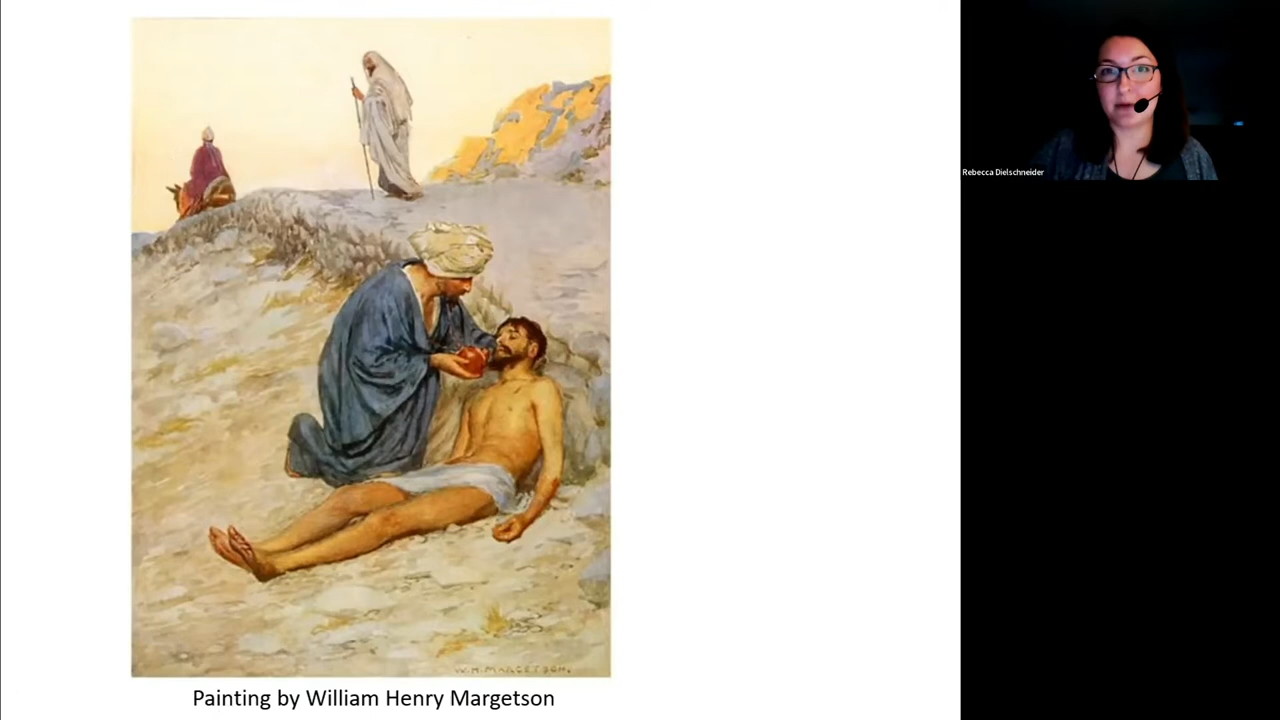 Rebecca Dielschneider
W. H. MARGETSON.
Painting by William Henry Margetson